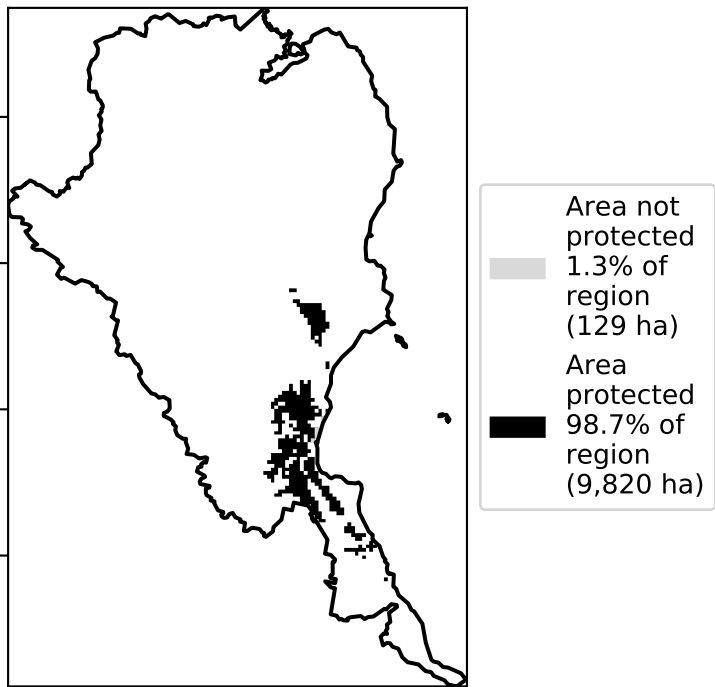 Area not
protected
1.3% of
region
(129 ha)
Area
protected
98.7% of
region
(9,820 ha)